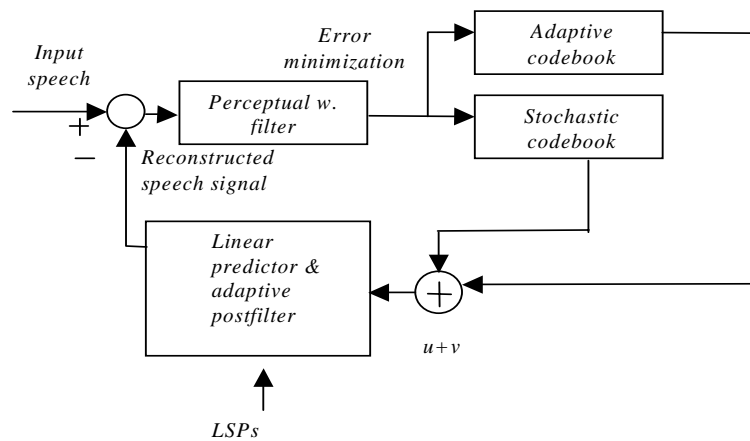 Input
speech
Error
minimization
Adaptive
codebook
Perceptual w.
filter
Stochastic
codebook
+
−
Reconstructed
speech signal
Linear
predictor &
adaptive
postfilter
+
u+v
LSPs